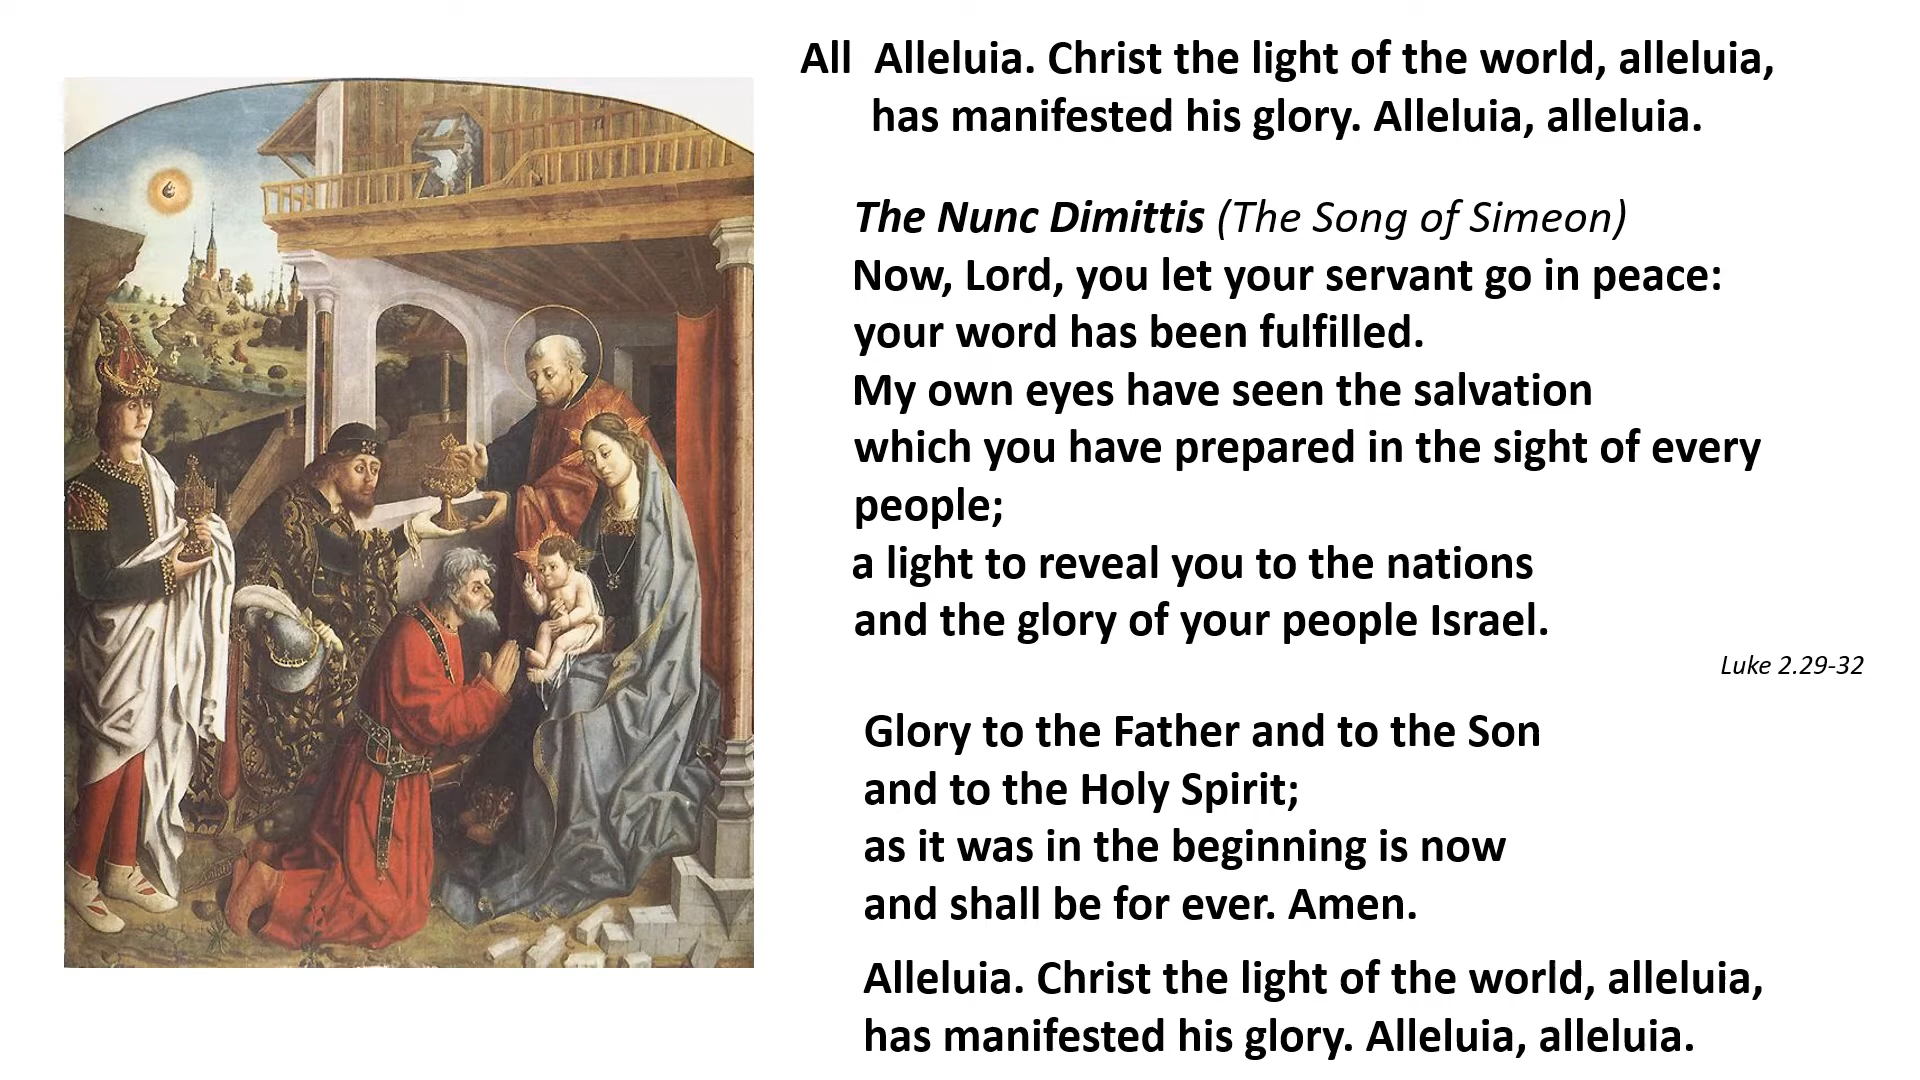 All Alleluia. Christ the light of the world, alleluia,
has manifested his glory. Alleluia, alleluia.
The Nunc Dimittis (The Song of Simeon)
Now, Lord, you let your servant go in peace:
your word has been fulfilled.
My own eyes have seen the salvation
which you have prepared in the sight of every
people;
a light to reveal you to the nations
and the glory of your people Israel.
Luke 2.29-32
Glory to the Father and to the Son
and to the Holy Spirit;
as it was in the beginning is now
and shall be for ever. Amen.
Alleluia. Christ the light of the world, alleluia,
has manifested his glory. Alleluia, alleluia.